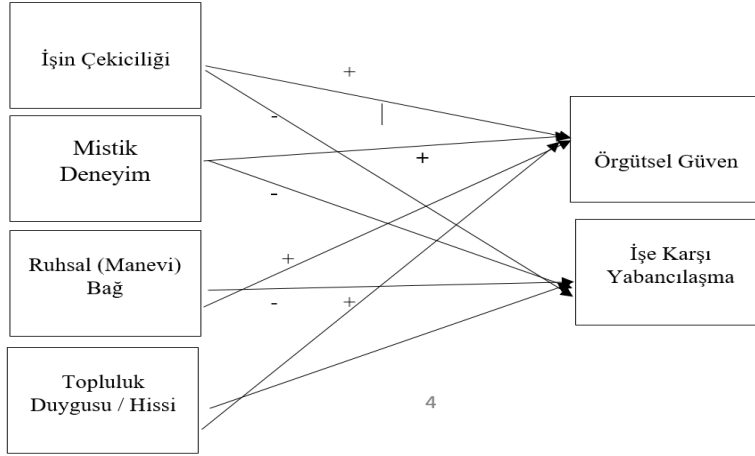 İşin Çekiciliği
Mistik
Deneyim
Ruhsal (Manevi)
Bağ
Topluluk
Duygusu / Hissi
+
-
|
+
-
+
-
+
Örgütsel Güven
İşe Karşı
Yabancılaşma
4